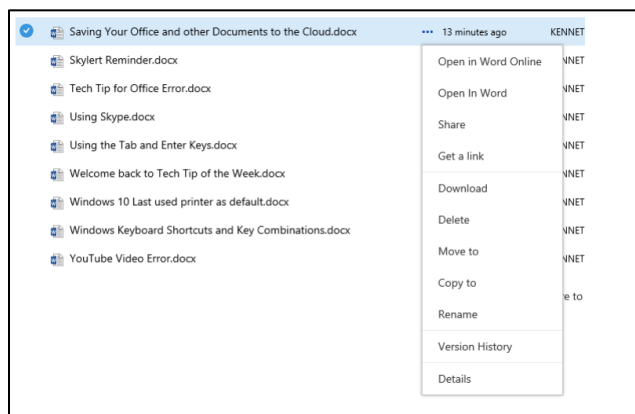 Saving Your Office and other Documents to the Cloud.docx ••• 13 minutes ago KENNET
Skylert Reminder.docx NNET
Tech Tip for Office Error.docx NNET
Using Skype.docx NNET
Using the Tab and Enter Keys.docx NNET
Welcome back to Tech Tip of the Week.docx NNET
Windows 10 Last used printer as default.docx NNET
Windows Keyboard Shortcuts and Key Combinations.docx NNET
YouTube Video Error.docx NNET
Open in Word Online
Open In Word
Share
Get a link
Download
Delete
Move to
Copy to
e to
Rename
Version History
Details